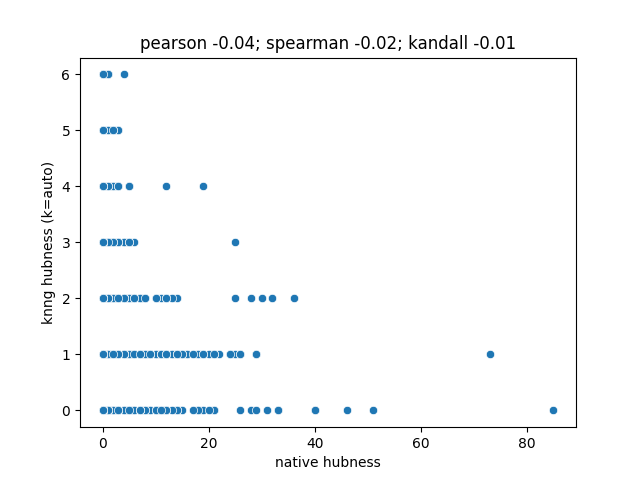 pearson -0.04; spearman -0.02; kandall -0.01
knng hubness (k=auto)
6
5
4
3
2
1
0
0 20 40 60 80
native hubness